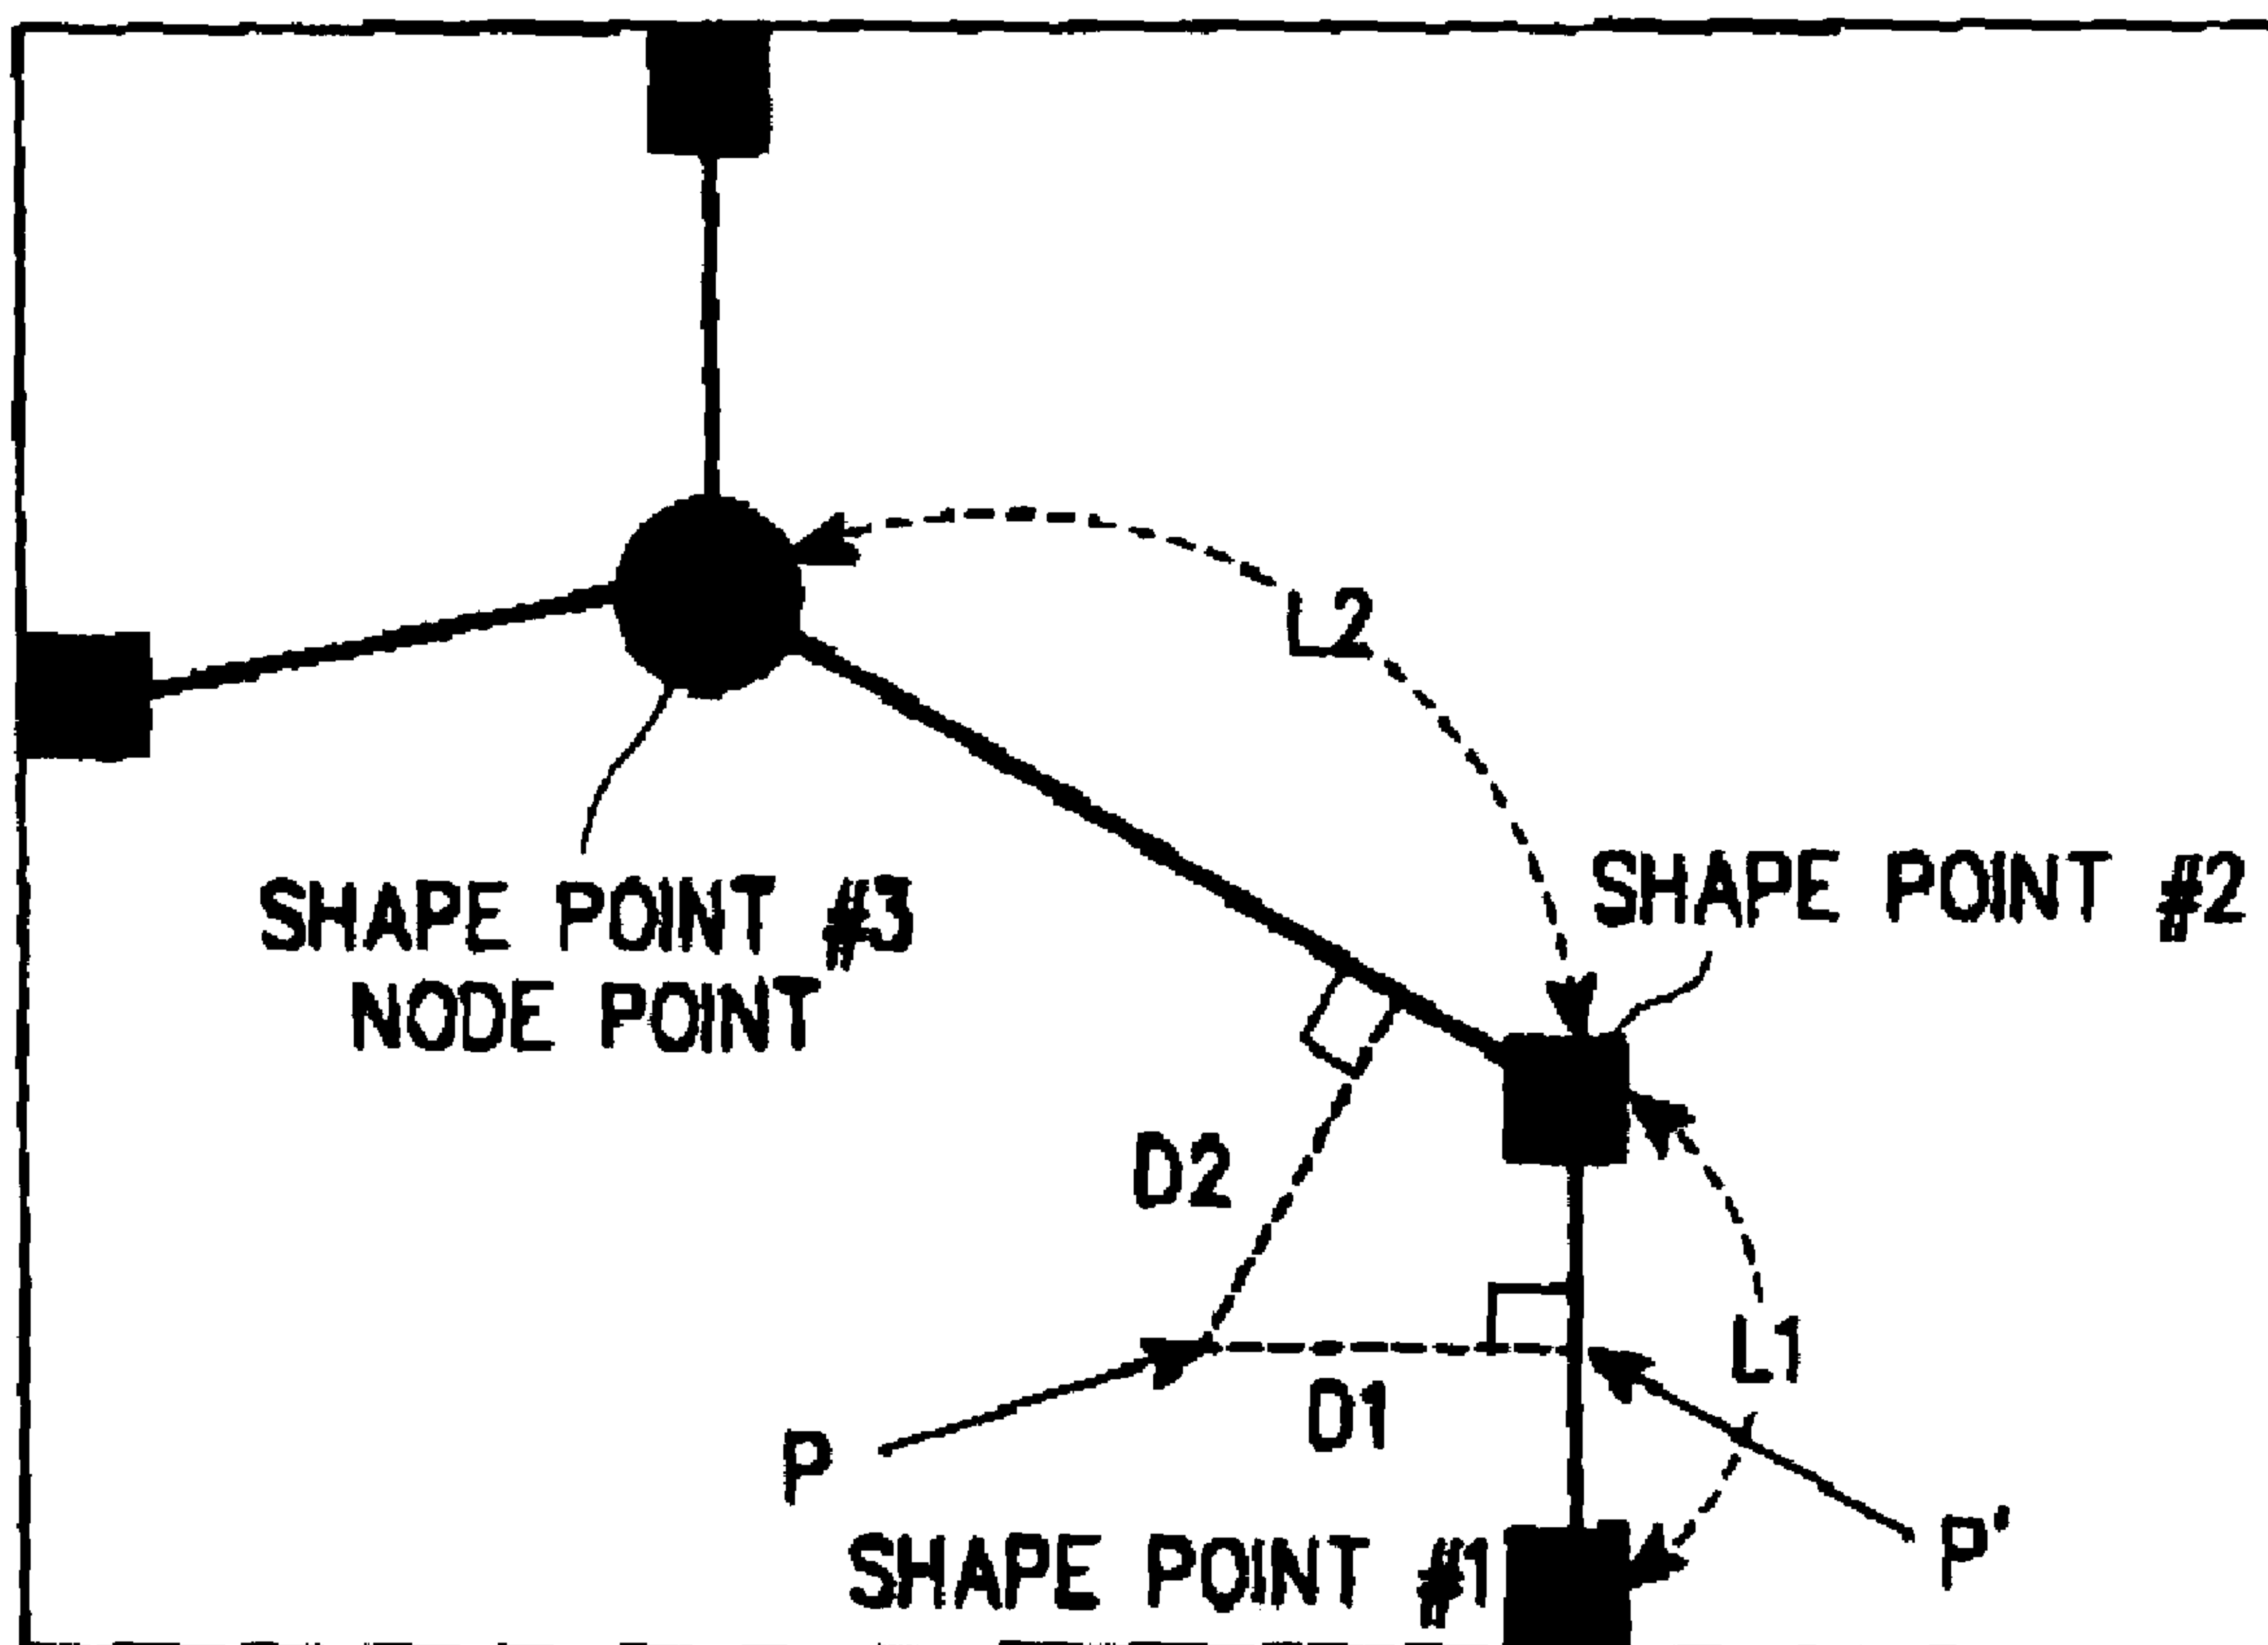 L2
SHAPE POINT #2
SHAPE POINT #3
NODE POINT
D2
L1
D1
P
P'
SHAPE POINT #1